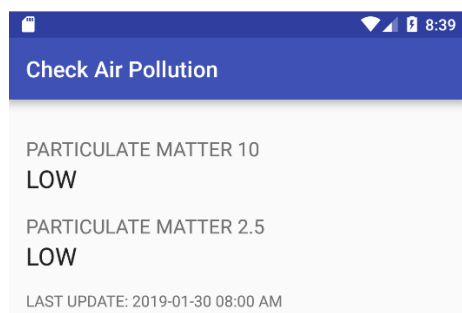 8:39
Check Air Pollution
PARTICULATE MATTER 10
LOW
PARTICULATE MATTER 2.5
LOW
LAST UPDATE: 2019-01-30 08:00 AM